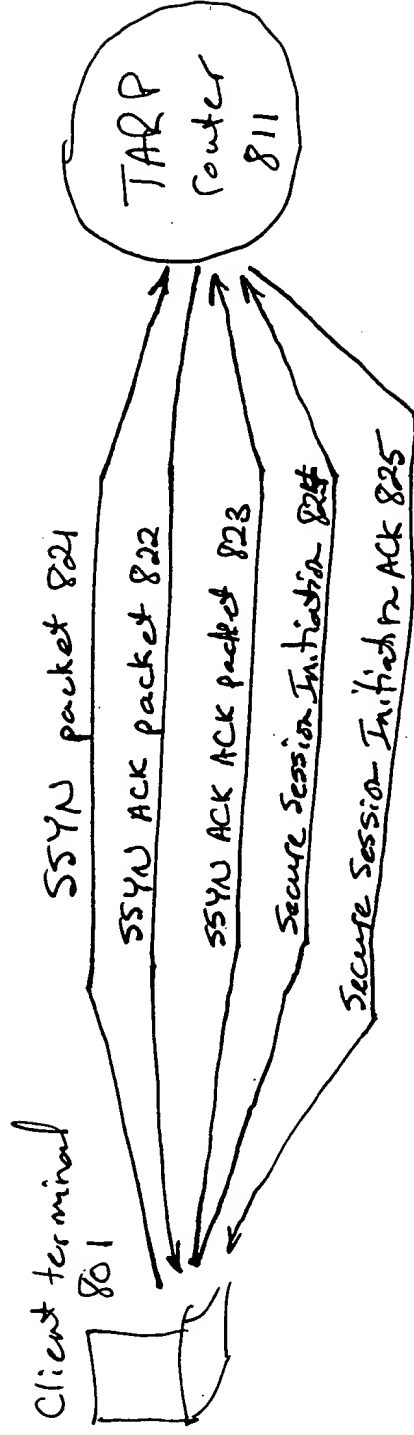 Client terminal
801
SSYN packet 821
SSYN ACK packet 822
SSYN ACK ACK packet 823
Secure Session Initiation 824
Secure Session Initiation ACK 825
TARP
router
811